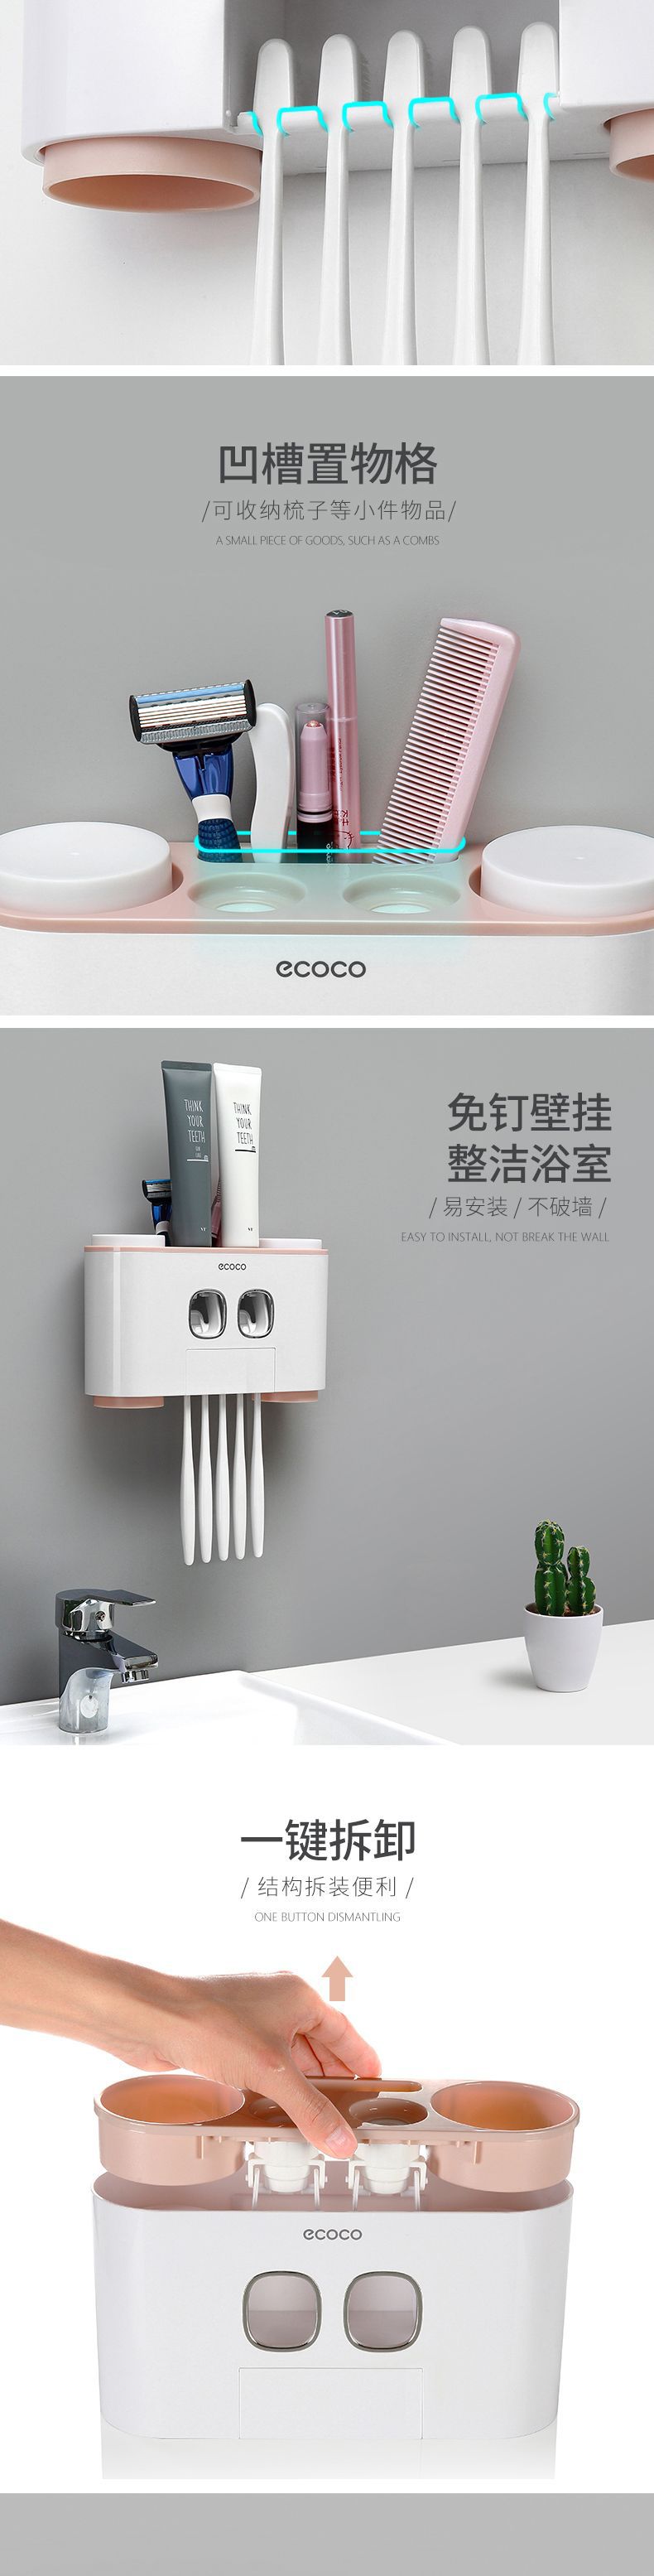 凹槽置物格
/可收纳梳子等小件物品/
A SMALL PIECE OF GOODS, SUCH AS A COMBS
ecoco
免钉壁挂
整洁浴室
/ 易安装 / 不破墙 /
EASY TO INSTALL, NOT BREAK THE WALL
THINK
YOUR
TEETH
THINK
YOUR
TEETH
ecoco
一键拆卸
/ 结构拆装便利 /
ONE BUTTON DISMANTLING
ecoco